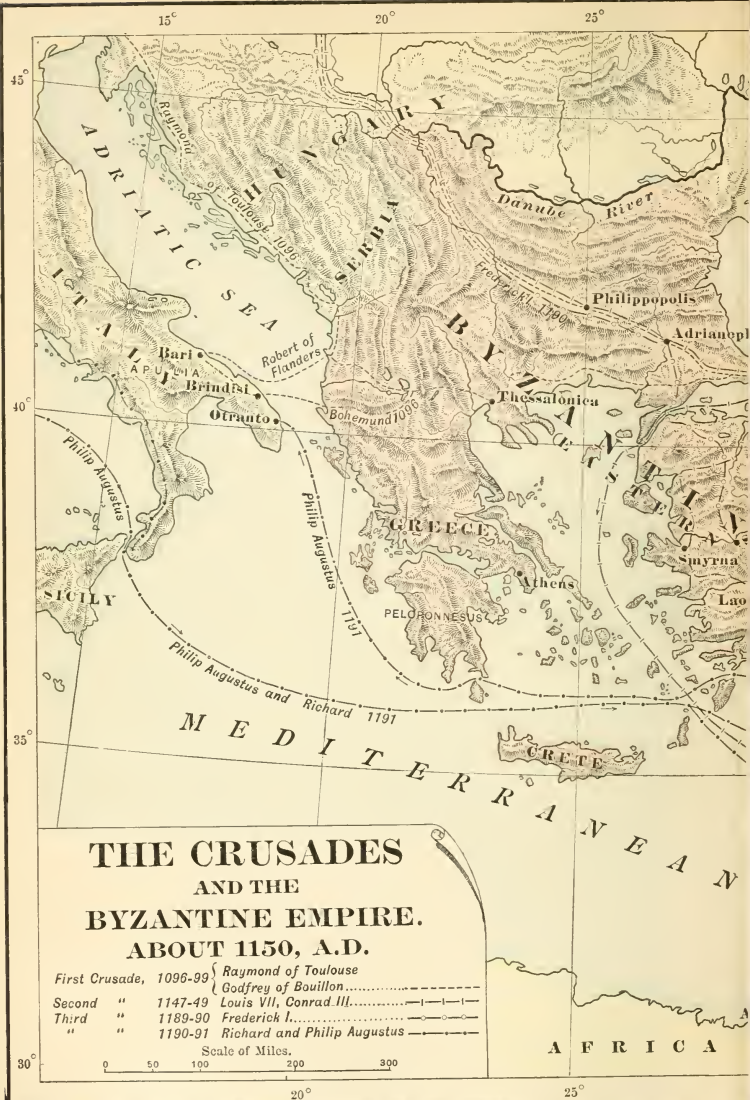 15°
20°
25°
45°
ADRIATIC SEA
Raymond of Toulouse 1096
HUNGARY
SERBIA
Danube River
Frederick I. 1190
Philippopolis
Adrianopl
ITALY
Bari
APULIA
Brindisi
Otranto
Robert of
Flanders
Bohemund 1096
BYZANTIN
Thessalonica
EASTERN
40°
Philip Augustus
Philip Augustus 1191
GREECE
Athens
Smyrna
Lao
SICILY
PELOPONNESUS
Philip Augustus and Richard 1191
35°
MEDITERRANEAN
CRETE
THE CRUSADES
AND THE
BYZANTINE EMPIRE.
ABOUT 1150, A.D.
First Crusade, 1096-99 { Raymond of Toulouse
Godfrey of Bouillon
Second " 1147-49 Louis VII, Conrad III
Third " 1189-90 Frederick I
" " 1190-91 Richard and Philip Augustus
Scale of Miles.
0 50 100 200 300
AFRICA
30°
20°
25°